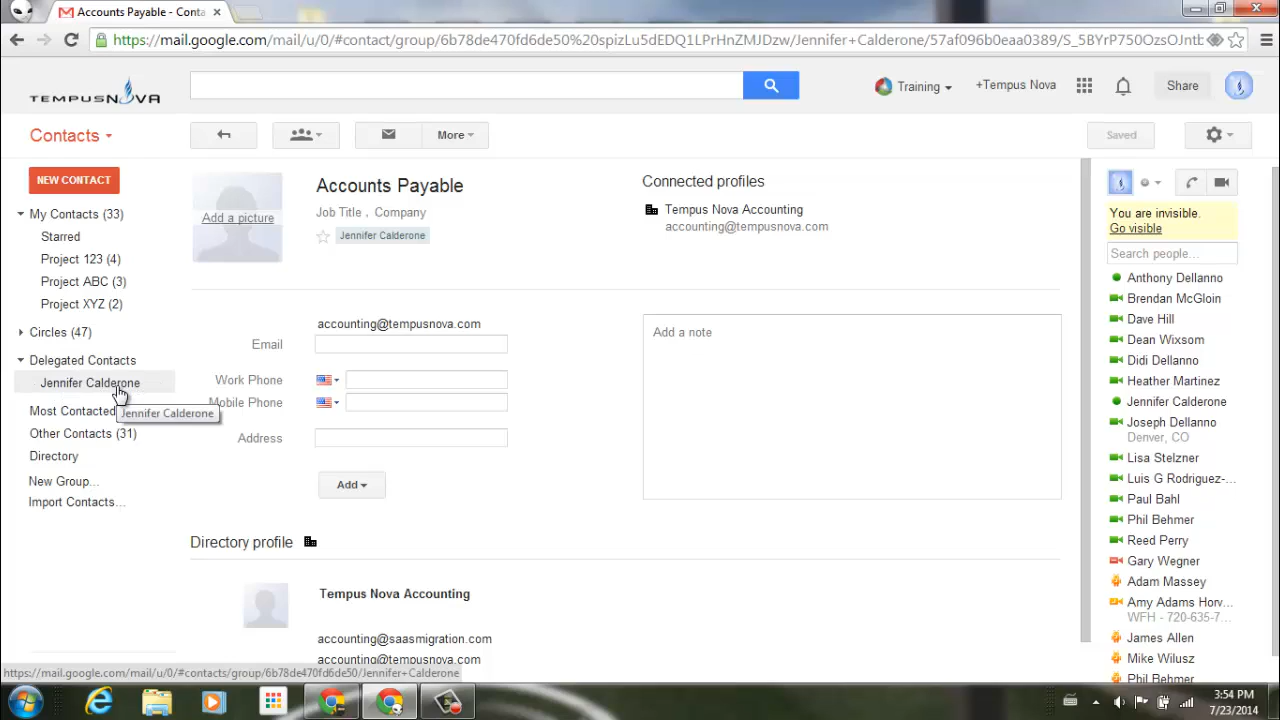 Accounts Payable - Conta
https://mail.google.com/mail/u/0/#contact/group/6b78de470fd6de50%20spizLu5dEDQ1LPrHnZMJDzw/Jennifer+Calderone/57af096b0eaa0389/S_5BYrP750OzsOJntb
TEMPUSNOVA
Training
+Tempus Nova
Share
Contacts
More
Saved
NEW CONTACT
My Contacts (33)
Starred
Project 123 (4)
Project ABC (3)
Project XYZ (2)
Circles (47)
Delegated Contacts
Jennifer Calderone
Most Contacted
Jennifer Calderone
Other Contacts (31)
Directory
New Group...
Import Contacts...
Add a picture
Accounts Payable
Job Title , Company
Jennifer Calderone
Connected profiles
Tempus Nova Accounting
accounting@tempusnova.com
accounting@tempusnova.com
Email
Work Phone
Mobile Phone
Address
Add
Add a note
Directory profile
Tempus Nova Accounting
accounting@saasmigration.com
accounting@tempusnova.com
You are invisible.
Go visible
Search people...
Anthony Dellanno
Brendan McGloin
Dave Hill
Dean Wixsom
Didi Dellanno
Heather Martinez
Jennifer Calderone
Joseph Dellanno
Denver, CO
Lisa Stelzner
Luis G Rodriguez-...
Paul Bahl
Phil Behmer
Reed Perry
Gary Wegner
Adam Massey
Amy Adams Horv...
WFH - 720-635-7...
James Allen
Mike Wilusz
Phil Behmer
https://mail.google.com/mail/u/0/#contacts/group/6b78de470fd6de50/Jennifer+Calderone
3:54 PM
7/23/2014